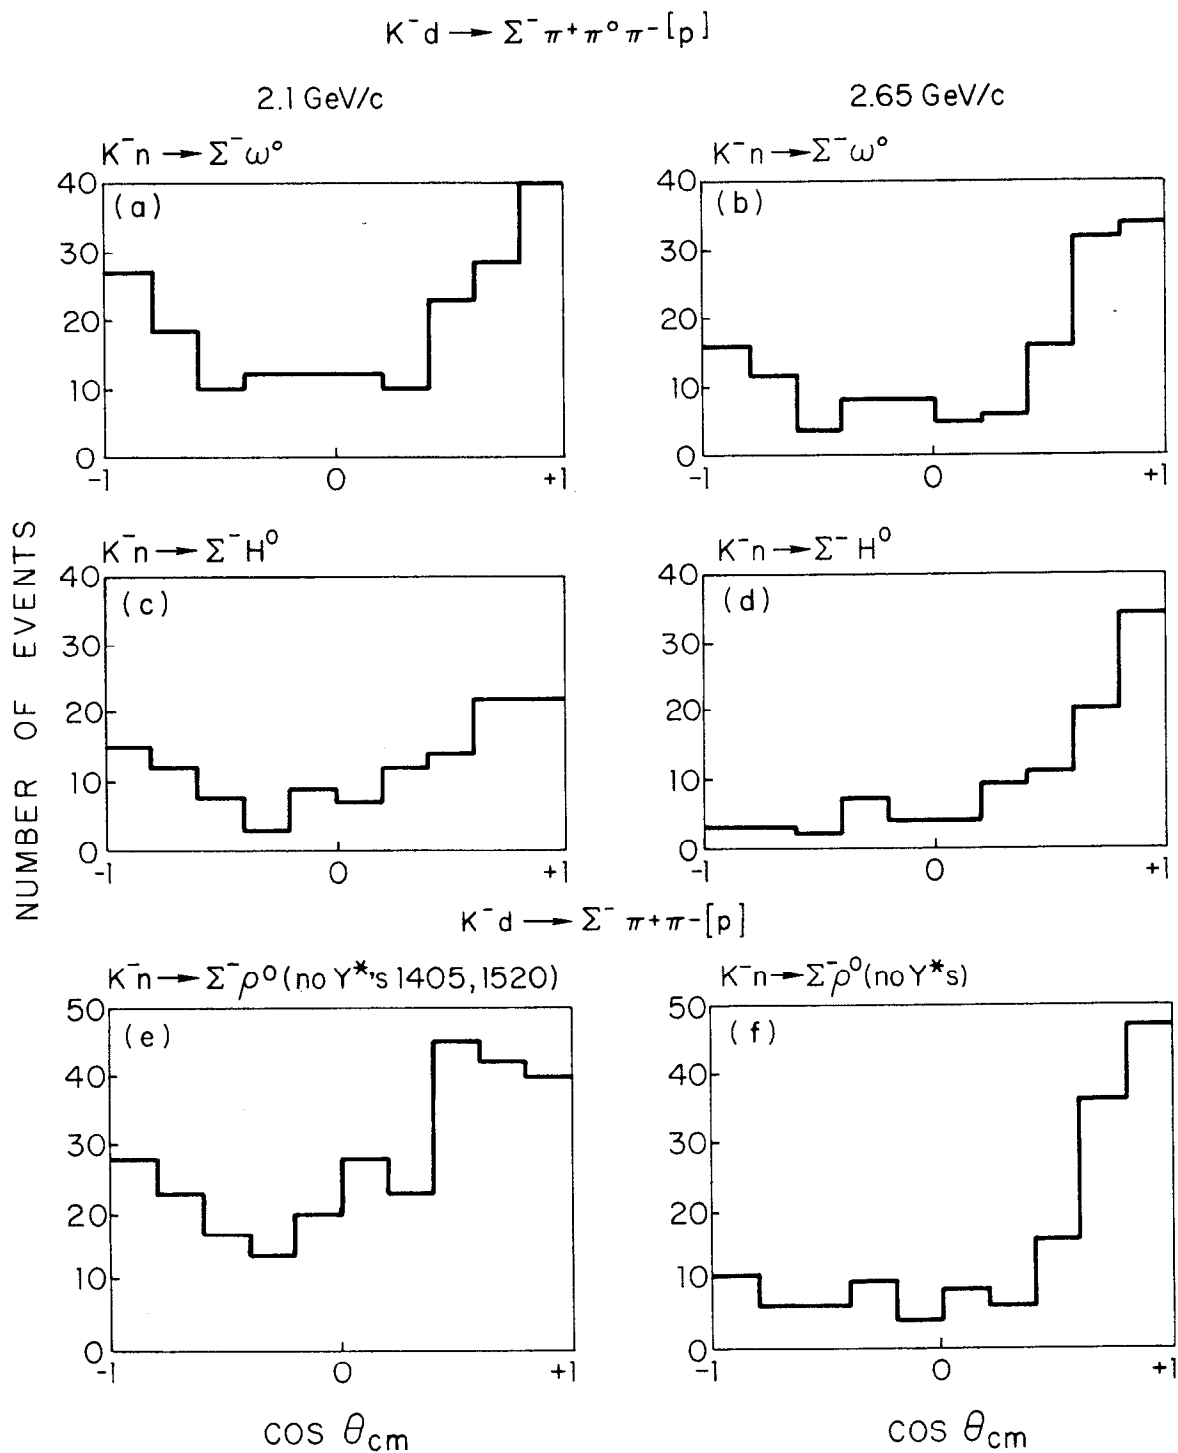 K⁻d → Σ⁻ π⁺ π⁰ π⁻ [p]
2.1 GeV/c
2.65 GeV/c
K⁻n → Σ⁻ω⁰
(a)
40
30
20
10
0
-1 0 +1
K⁻n → Σ⁻ω⁰
(b)
40
30
20
10
0
-1 0 +1
NUMBER OF EVENTS
K⁻n → Σ⁻H⁰
(c)
40
30
20
10
0
-1 0 +1
K⁻n → Σ⁻ H⁰
(d)
40
30
20
10
0
-1 0 +1
K⁻d → Σ⁻ π⁺ π⁻ [p]
K⁻n → Σ⁻ρ⁰ (no Y*'s 1405, 1520)
(e)
50
40
30
20
10
0
-1 0 +1
cos θcm
K⁻n → Σ⁻ρ⁰ (no Y*s)
(f)
50
40
30
20
10
0
-1 0 +1
cos θcm